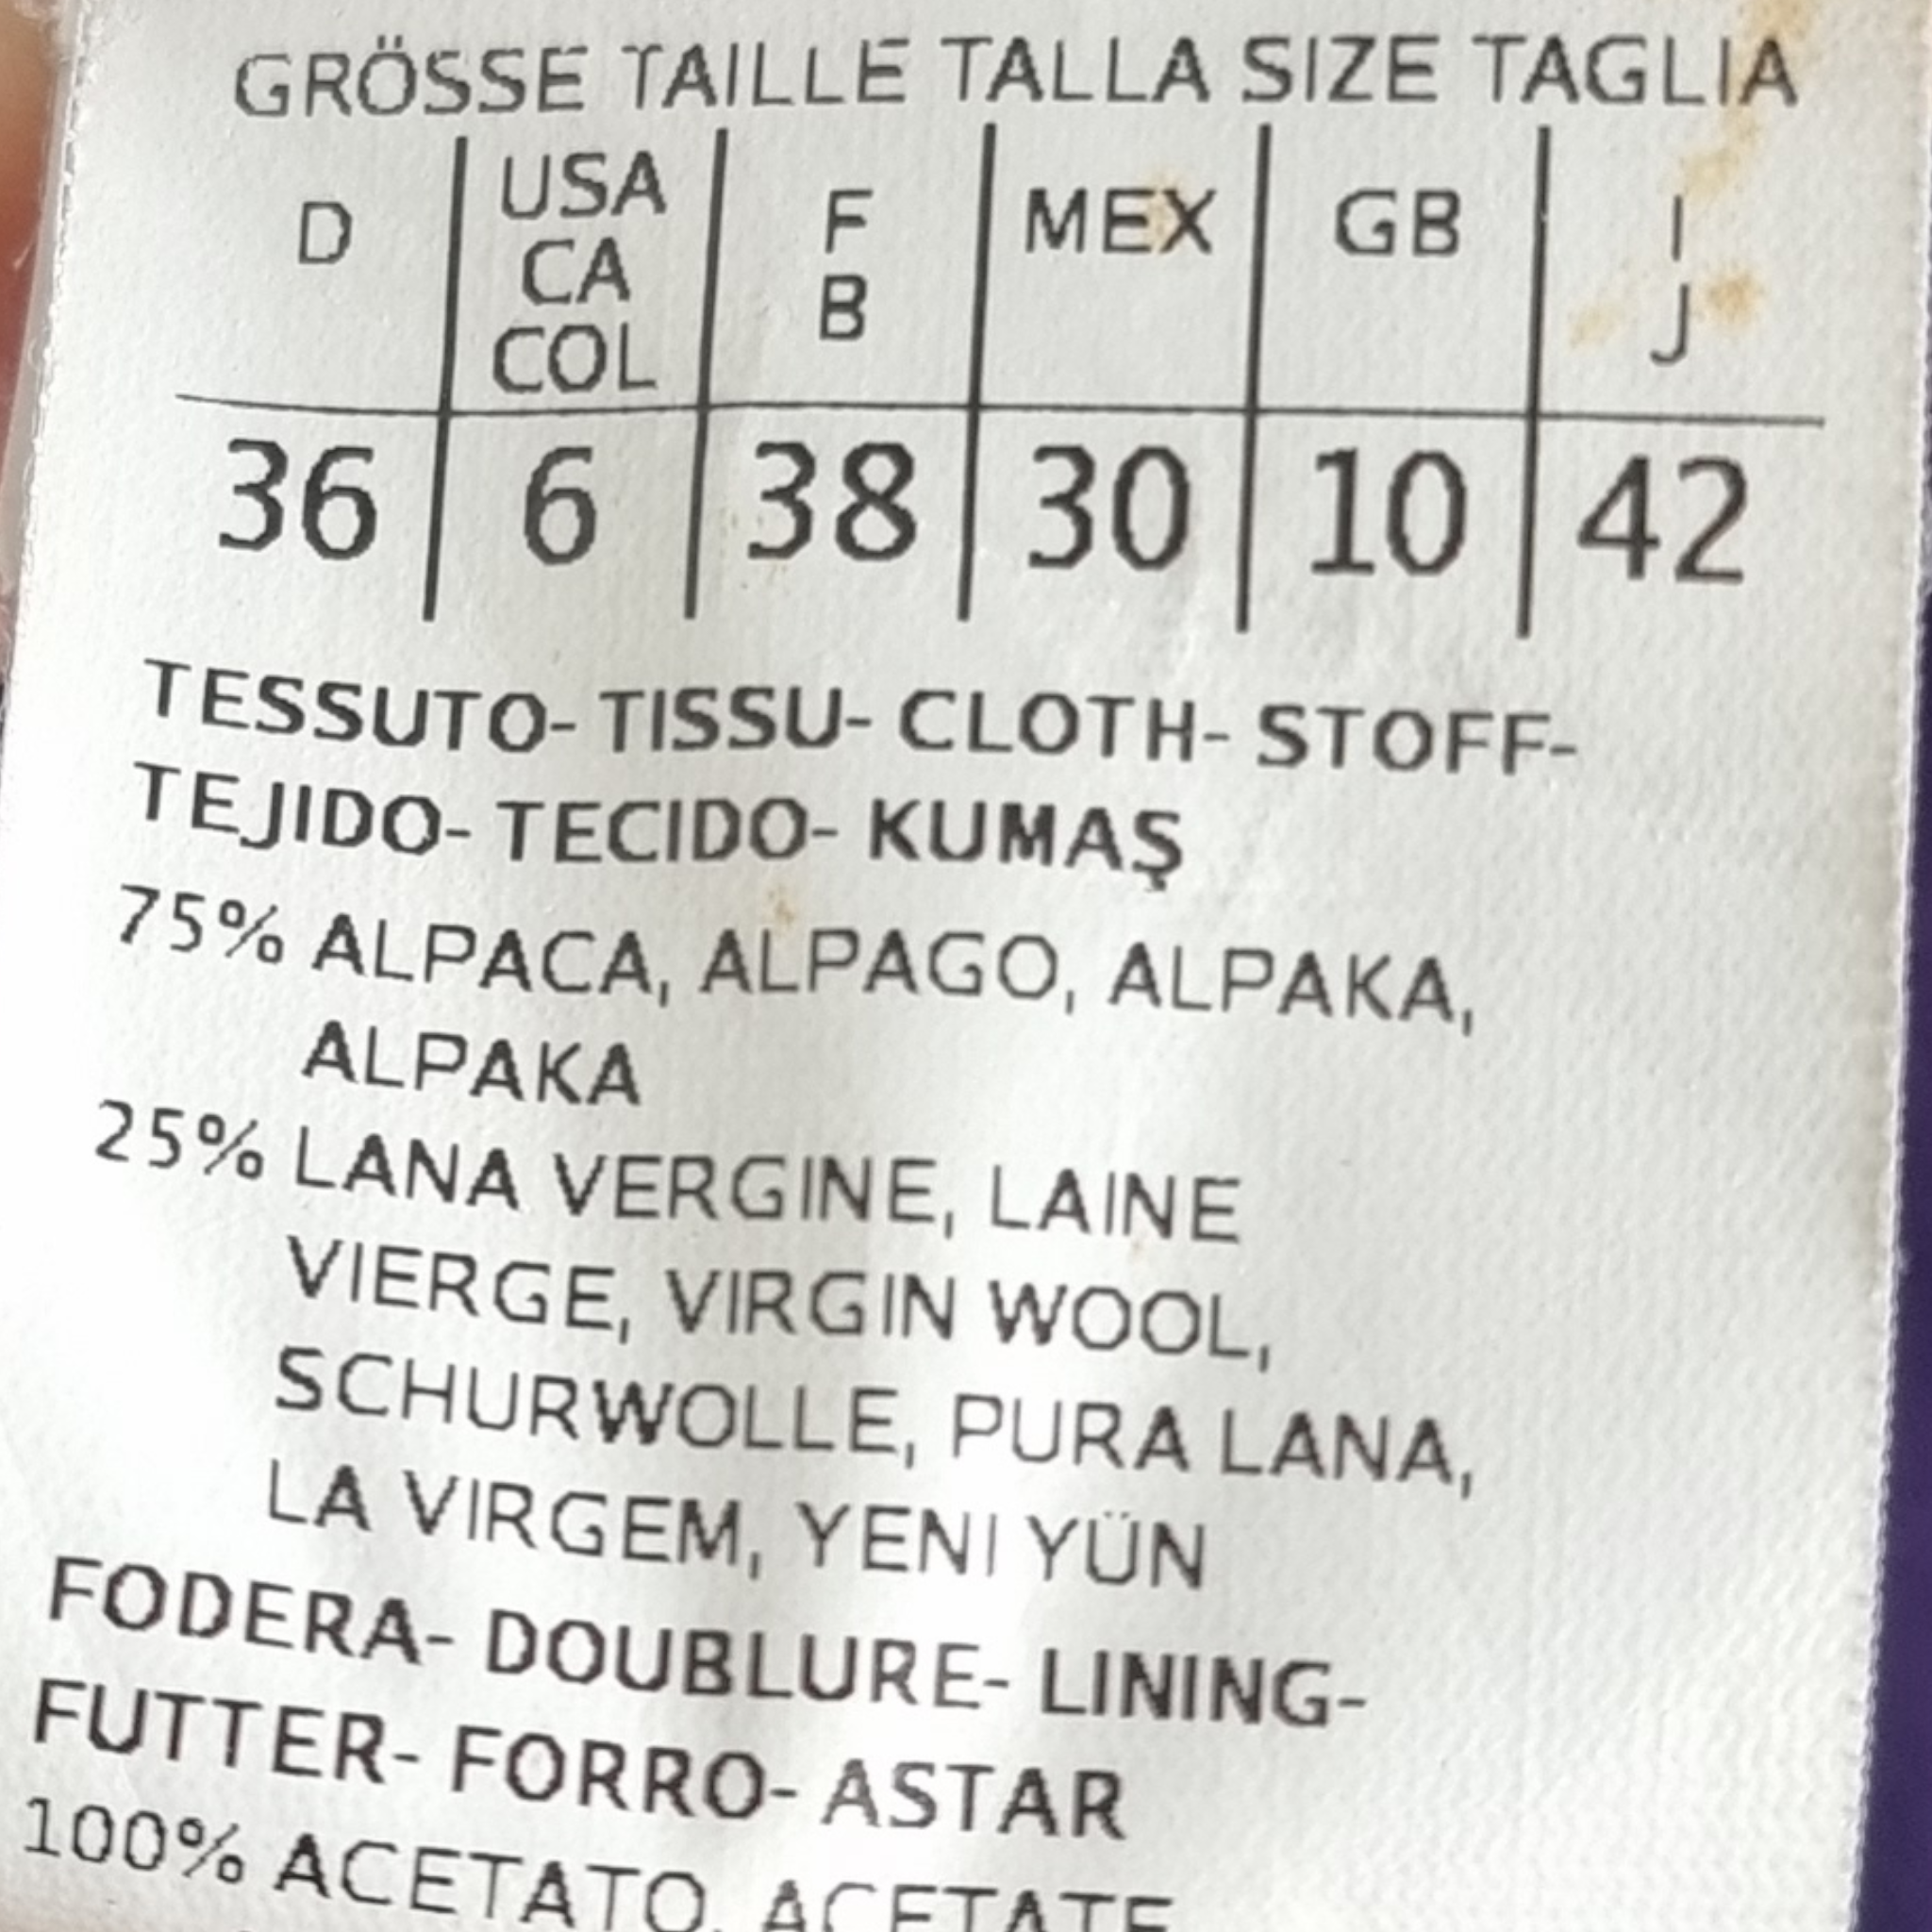 GRÖSSE TAILLE TALLA SIZE TAGLIA
D USA CA COL F B MEX GB I J
36 6 38 30 10 42
TESSUTO- TISSU- CLOTH- STOFF-
TEJIDO- TECIDO- KUMAŞ
75% ALPACA, ALPAGO, ALPAKA,
ALPAKA
25% LANA VERGINE, LAINE
VIERGE, VIRGIN WOOL,
SCHURWOLLE, PURA LANA,
LA VIRGEM, YENI YÜN
FODERA- DOUBLURE- LINING-
FUTTER- FORRO- ASTAR
100% ACETATO, ACETATE